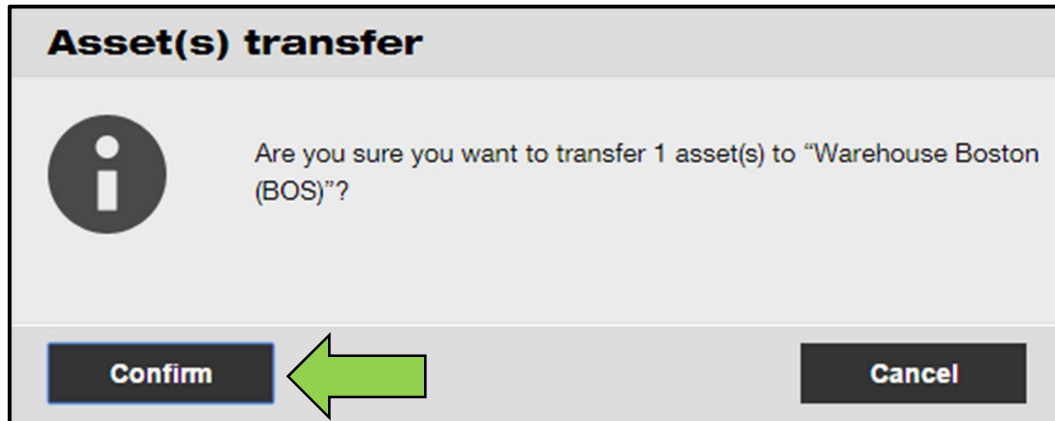 Asset(s) transfer
Are you sure you want to transfer 1 asset(s) to “Warehouse Boston
(BOS)”?
Confirm
Cancel